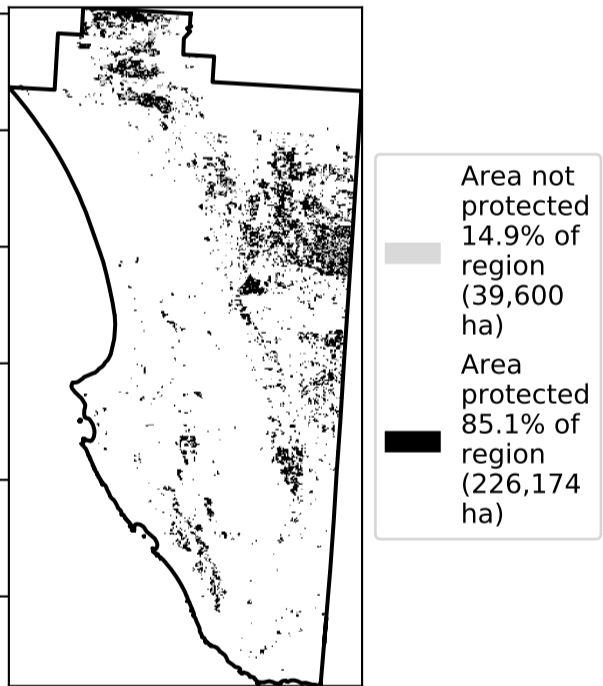 Area not
protected
14.9% of
region
(39,600
ha)
Area
protected
85.1% of
region
(226,174
ha)